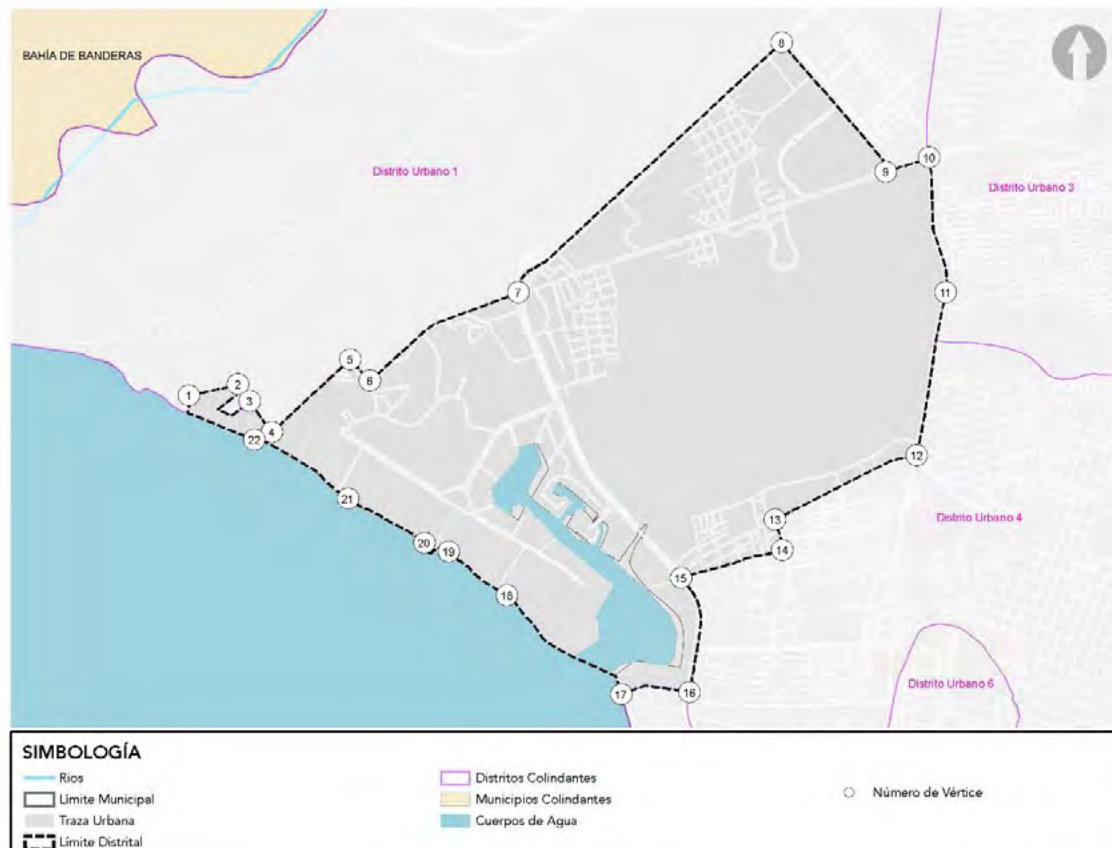 BAHÍA DE BANDERAS
Distrito Urbano 1
Distrito Urbano 3
Distrito Urbano 4
Distrito Urbano 6
8
10
9
7
11
5
2
6
1
3
4
22
12
21
13
20
19
14
15
18
17
16
SIMBOLOGÍA
Rios
Límite Municipal
Traza Urbana
Límite Distrital
Distritos Colindantes
Municipios Colindantes
Cuerpos de Agua
Número de Vértice